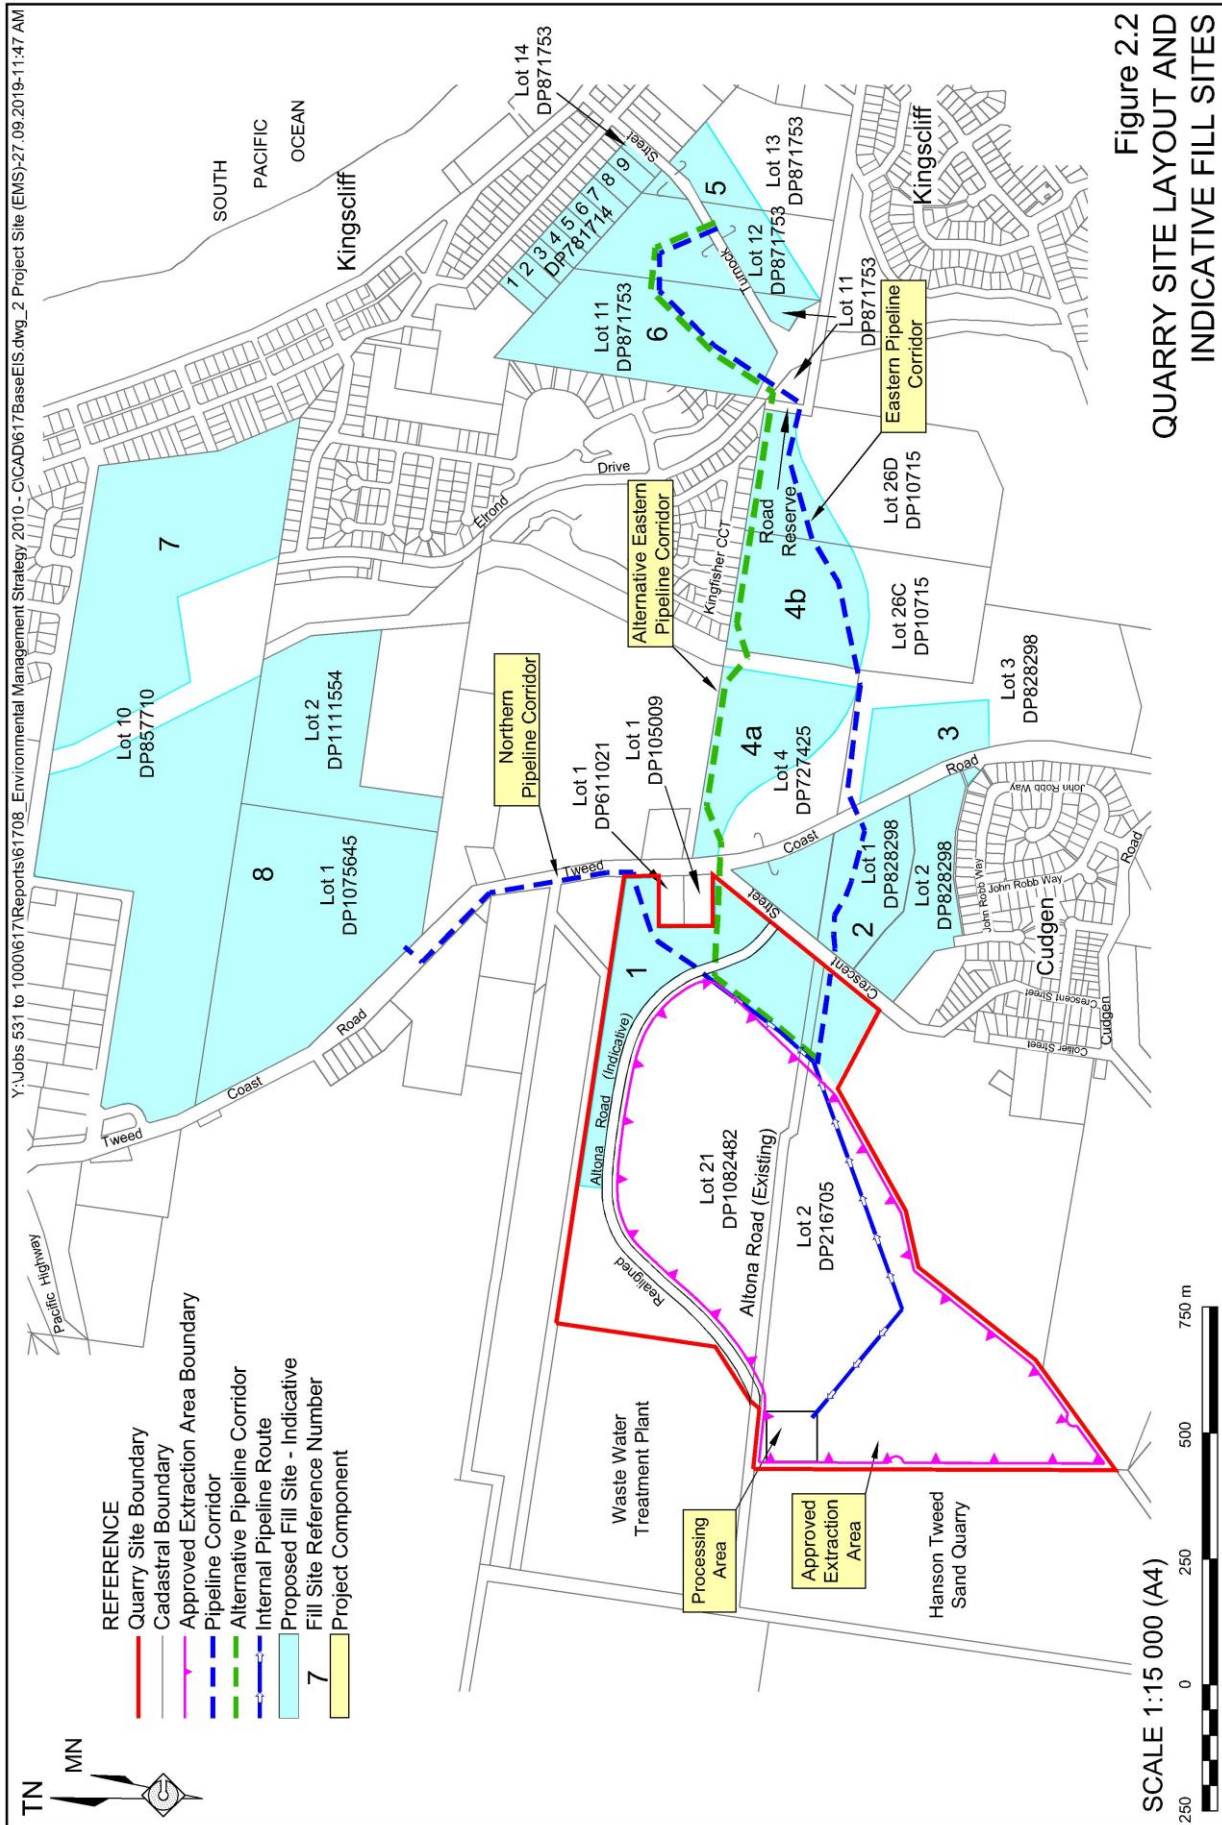 Y:\Jobs 531 to 1000\617\Reports\61708_Environmental Management Strategy 2010 - C\CAD\617BaseEIS.dwg_2 Project Site (EMS)-27.09.2019-11:47 AM
TN
MN
REFERENCE
Quarry Site Boundary
Cadastral Boundary
Approved Extraction Area Boundary
Pipeline Corridor
Alternative Pipeline Corridor
Internal Pipeline Route
Proposed Fill Site - Indicative
7
Fill Site Reference Number
Project Component
Pacific Highway
Tweed
Coast
Road
Lot 10
DP857710
7
8
Lot 2
DP1111554
Lot 1
DP1075645
SOUTH
PACIFIC
OCEAN
Kingscliff
Lot 14
DP871753
Street
1
2
3
4
5
6
7
8
9
DP781714
Elrond
Drive
Lot 11
DP871753
6
5
Lot 13
DP871753
Turnock
Lot 12
DP871753
Lot 11
DP871753
Kingscliff
Northern
Pipeline Corridor
Alternative Eastern
Pipeline Corridor
Kingfisher CCT
Road
Reserve
Eastern Pipeline
Corridor
Lot 1
DP611021
Lot 1
DP105009
Tweed
4a
Lot 4
DP727425
4b
Lot 26D
DP10715
Lot 26C
DP10715
Waste Water
Treatment Plant
Realigned
Altona
Road
(Indicative)
1
Lot 21
DP1082482
Altona Road (Existing)
Lot 2
DP216705
Coast
Road
Street
Crescent
2
Lot 1
DP828298
Lot 2
DP828298
3
Lot 3
DP828298
Processing
Area
Approved
Extraction
Area
Hanson Tweed
Sand Quarry
John Robb Way
John Robb Way
John Robb Way
Cudgen
Crescent Street
Collier Street
Cudgen
Road
SCALE 1:15 000 (A4)
250
0
250
500
750 m
Figure 2.2
QUARRY SITE LAYOUT AND
INDICATIVE FILL SITES